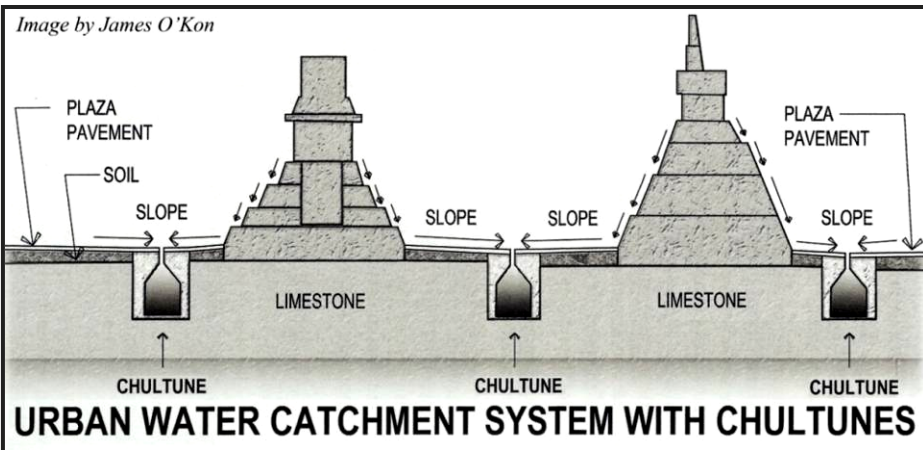 Image by James O'Kon
PLAZA
PAVEMENT
SOIL
SLOPE
SLOPE
SLOPE
PLAZA
PAVEMENT
SLOPE
LIMESTONE
LIMESTONE
CHULTUNE
CHULTUNE
CHULTUNE
URBAN WATER CATCHMENT SYSTEM WITH CHULTUNES